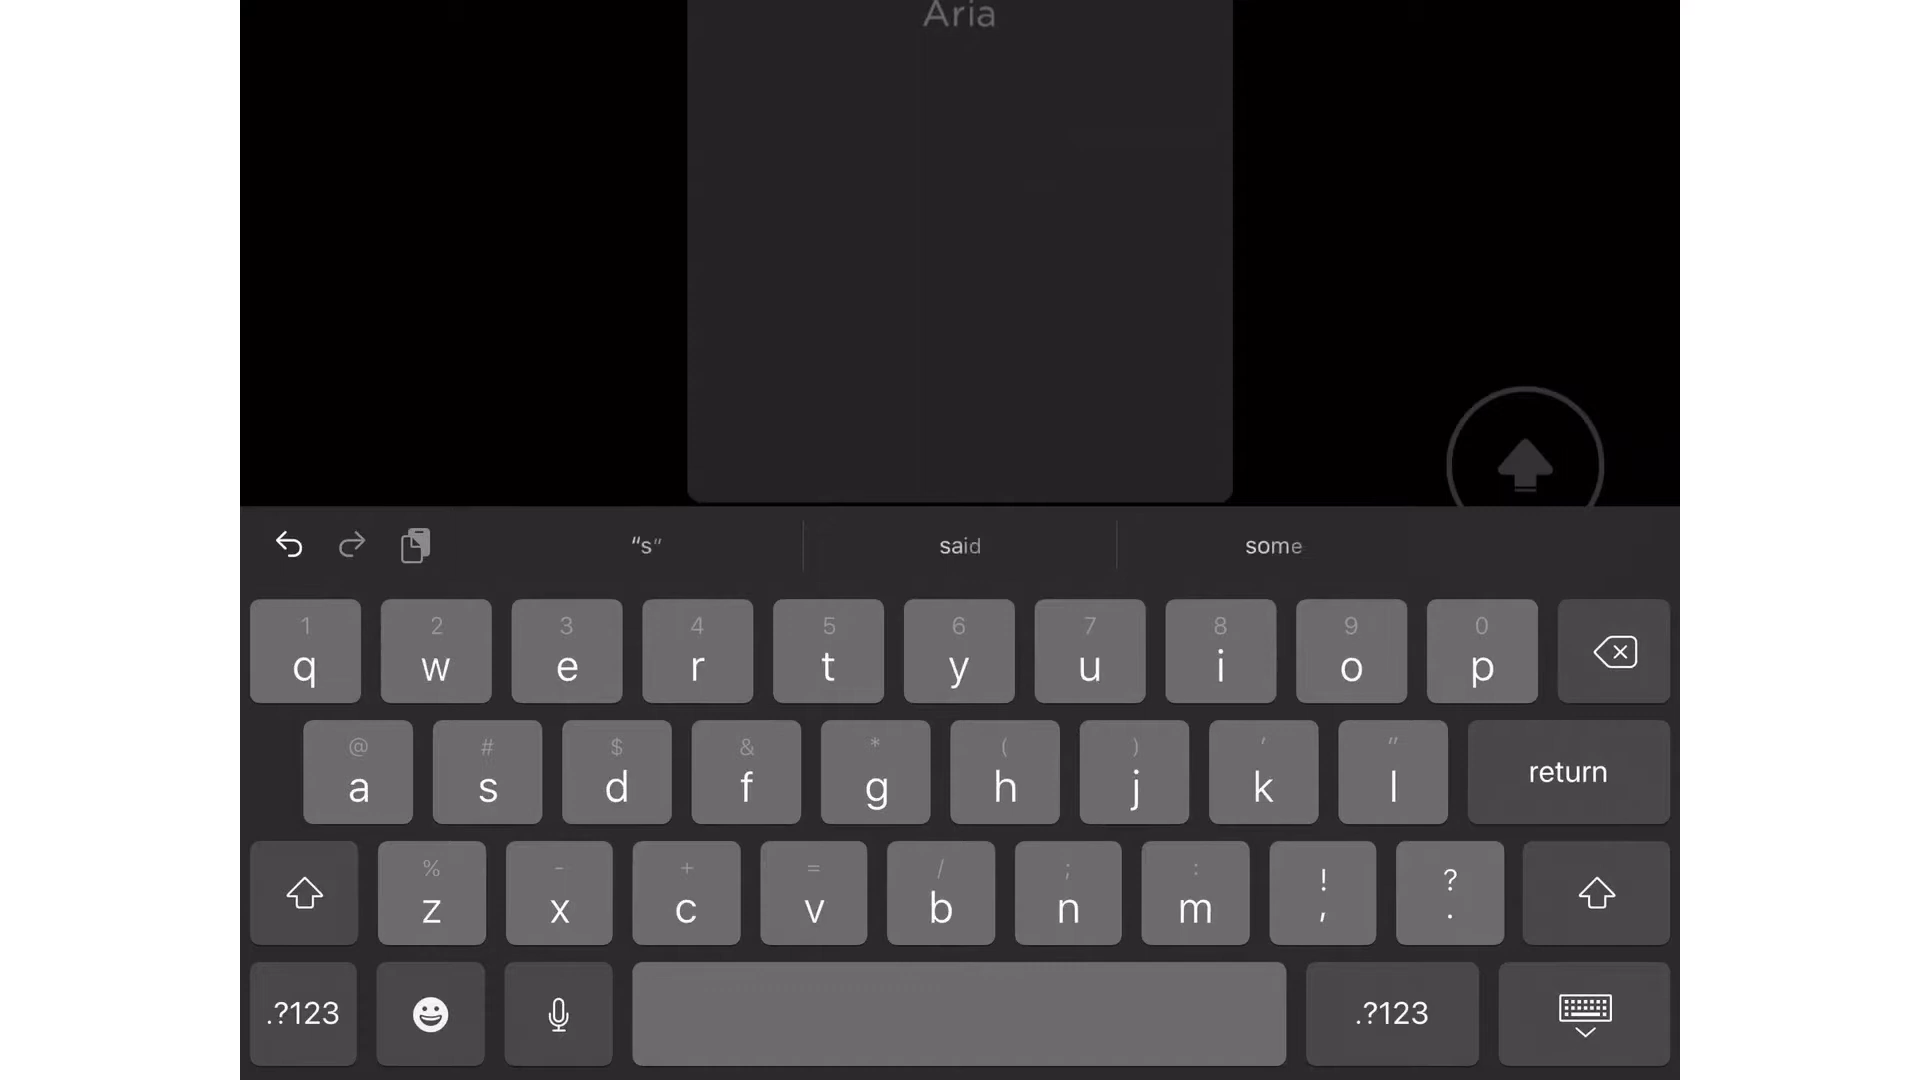 Aria
“s” said some
1 2 3 4 5 6 7 8 9 0
q w e r t y u i o p
@ # $ & * ( ) ' "
a s d f g h j k l return
% - + = / ; : ! ?
z x c v b n m , .
.?123 .?123